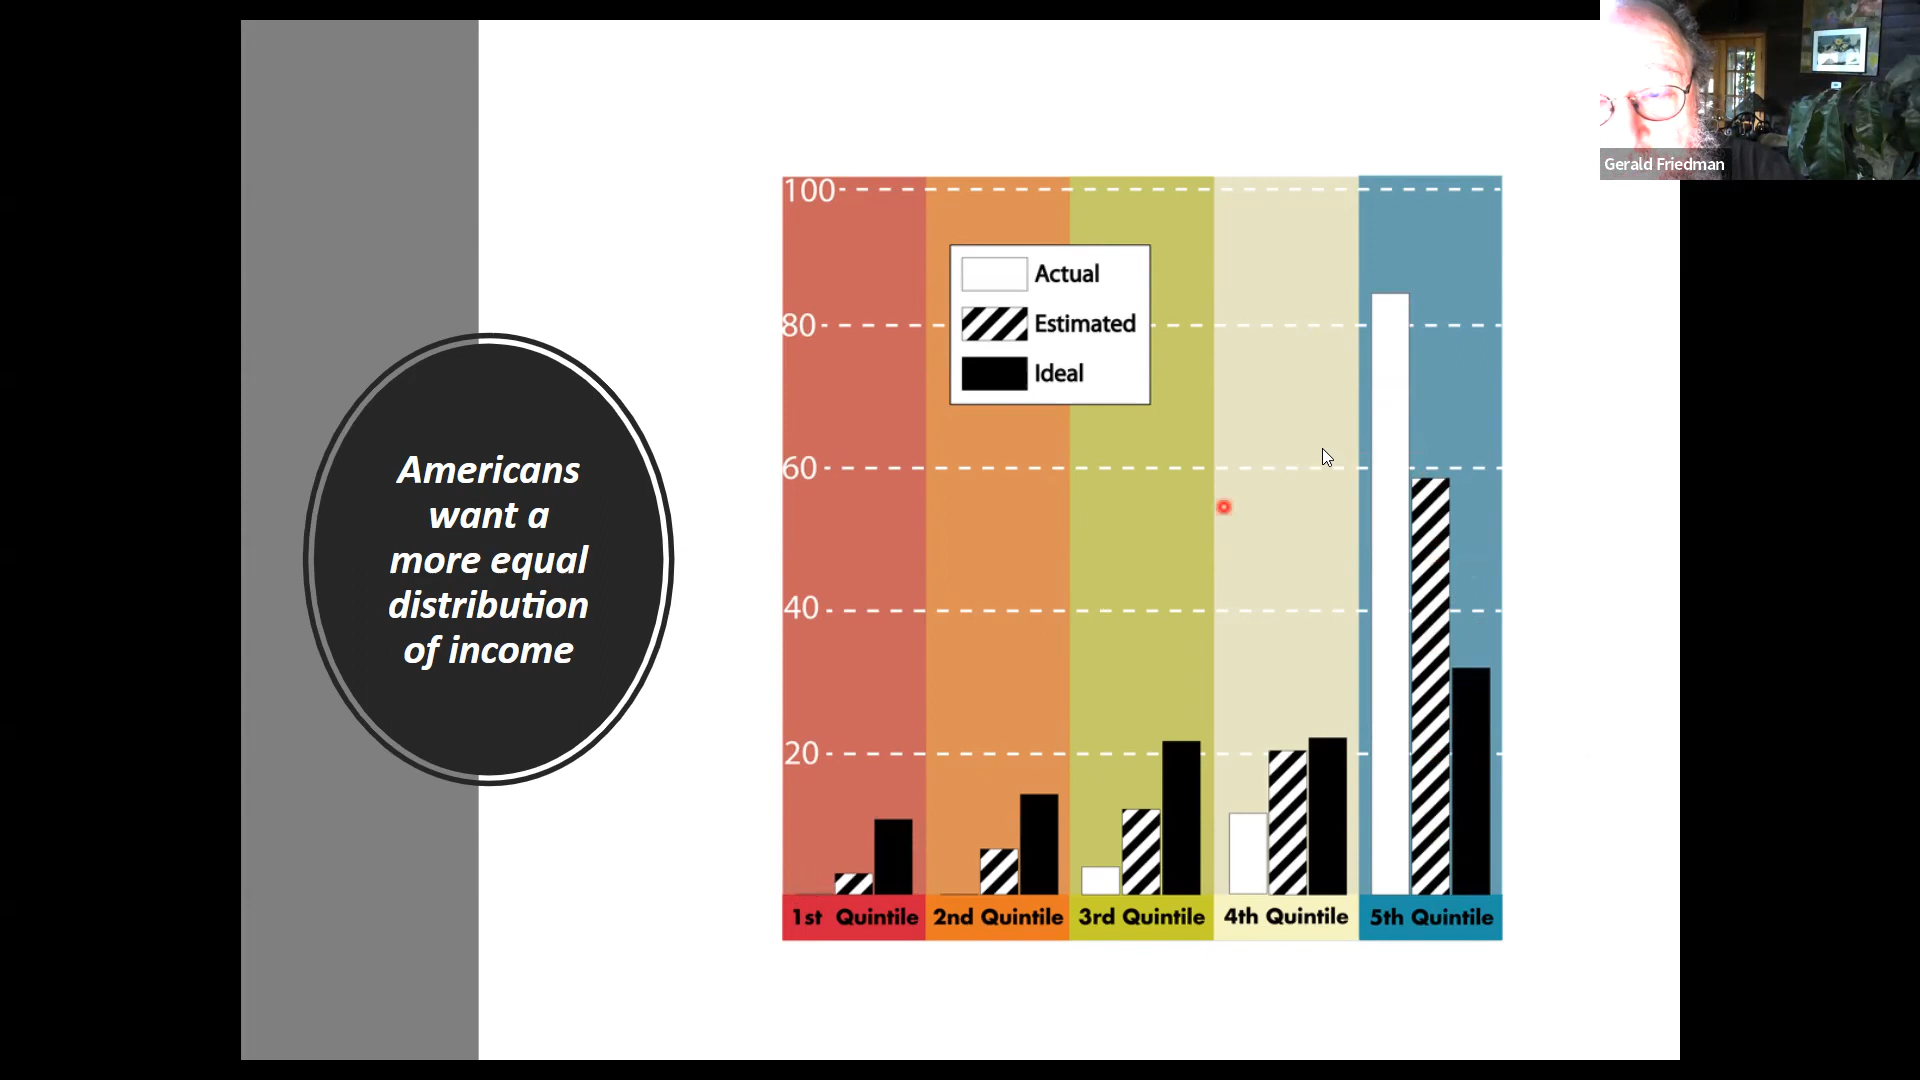 Americans
want a
more equal
distribution
of income
100
80
60
40
20
Actual
Estimated
Ideal
1st Quintile
2nd Quintile
3rd Quintile
4th Quintile
5th Quintile
Gerald Friedman